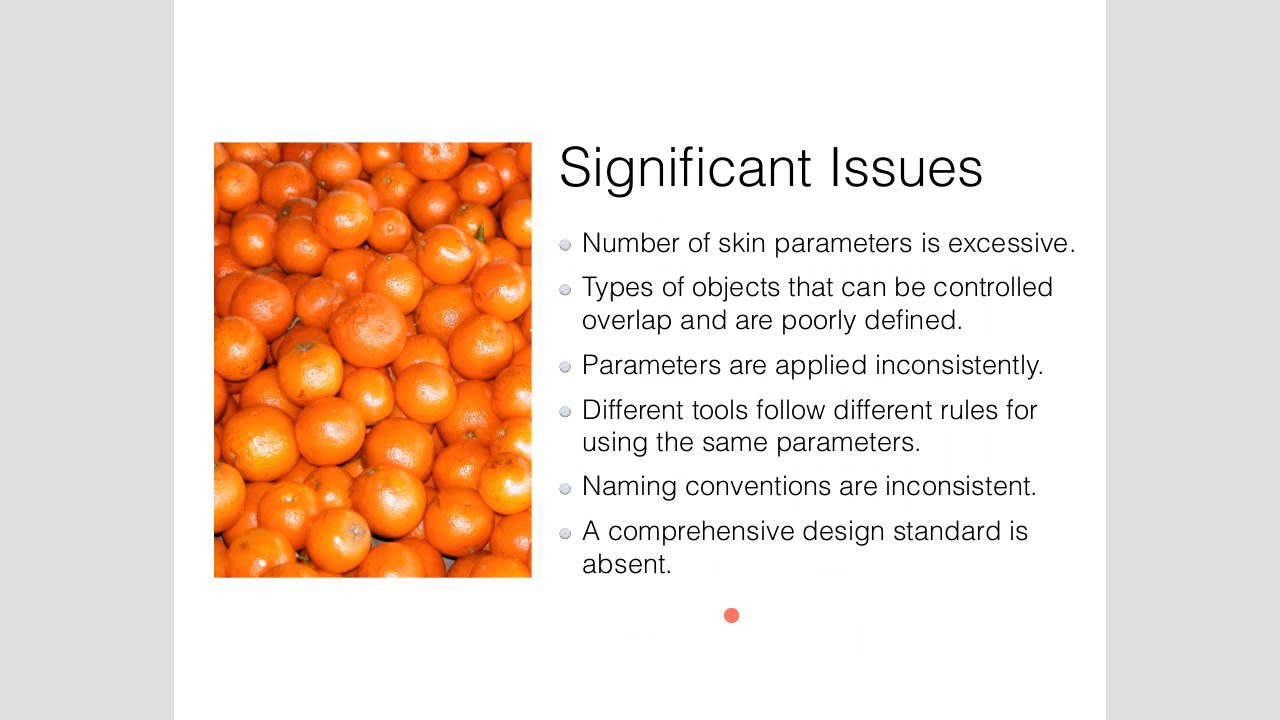 Significant Issues
Number of skin parameters is excessive.
Types of objects that can be controlled
overlap and are poorly defined.
Parameters are applied inconsistently.
Different tools follow different rules for
using the same parameters.
Naming conventions are inconsistent.
A comprehensive design standard is
absent.